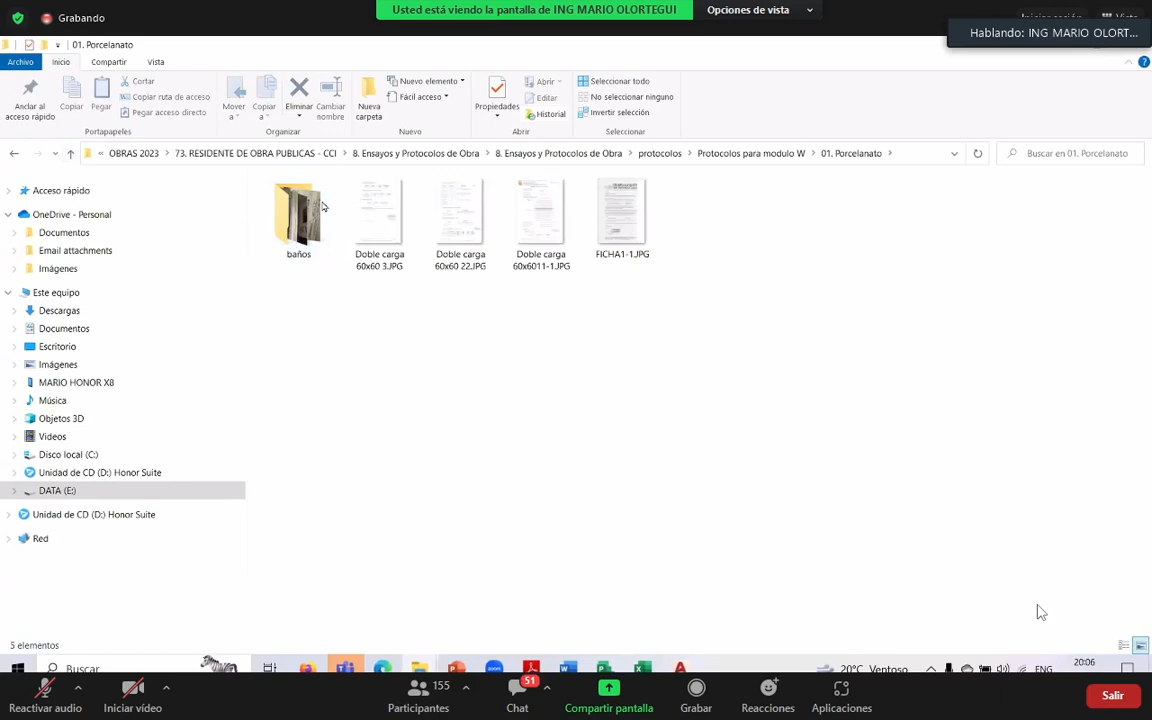 Grabando
Usted está viendo la pantalla de ING MARIO OLORTEGUI
Opciones de vista
Iniciar sesión
Vista
Hablando: ING MARIO OLORT...
01. Porcelanato
Archivo
Inicio
Compartir
Vista
Anclar al
acceso rápido
Copiar
Pegar
Cortar
Copiar ruta de acceso
Pegar acceso directo
Portapapeles
Mover
a
Copiar
a
Eliminar
Cambiar
nombre
Organizar
Nueva
carpeta
Nuevo elemento
Fácil acceso
Nuevo
Propiedades
Abrir
Editar
Historial
Abrir
Seleccionar todo
No seleccionar ninguno
Invertir selección
Seleccionar
« OBRAS 2023 > 73. RESIDENTE DE OBRA PUBLICAS - CCI > 8. Ensayos y Protocolos de Obra > 8. Ensayos y Protocolos de Obra > protocolos > Protocolos para modulo W > 01. Porcelanato >
Buscar en 01. Porcelanato
Acceso rápido
OneDrive - Personal
Documentos
Email attachments
Imágenes
Este equipo
Descargas
Documentos
Escritorio
Imágenes
MARIO HONOR X8
Música
Objetos 3D
Videos
Disco local (C:)
Unidad de CD (D:) Honor Suite
DATA (E:)
Unidad de CD (D:) Honor Suite
Red
baños
Doble carga
60x60 3.JPG
Doble carga
60x60 22.JPG
Doble carga
60x6011-1.JPG
FICHA1-1.JPG
5 elementos
Buscar
20°C Ventoso
ENG
20:06
Reactivar audio
Iniciar vídeo
155
Participantes
51
Chat
Compartir pantalla
Grabar
Reacciones
Aplicaciones
Salir